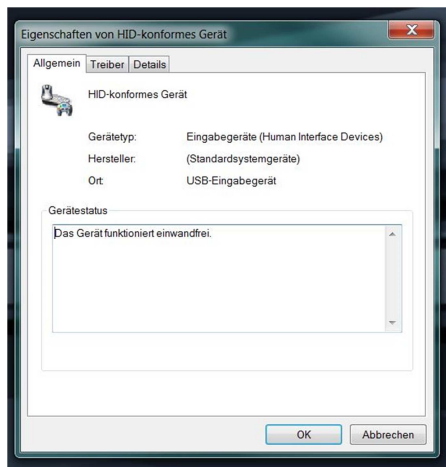 Eigenschaften von HID-konformes Gerät
Allgemein Treiber Details
HID-konformes Gerät
Gerätetyp: Eingabegeräte (Human Interface Devices)
Hersteller: (Standardsystemgeräte)
Ort: USB-Eingabegerät
Gerätestatus
Das Gerät funktioniert einwandfrei.
OK Abbrechen